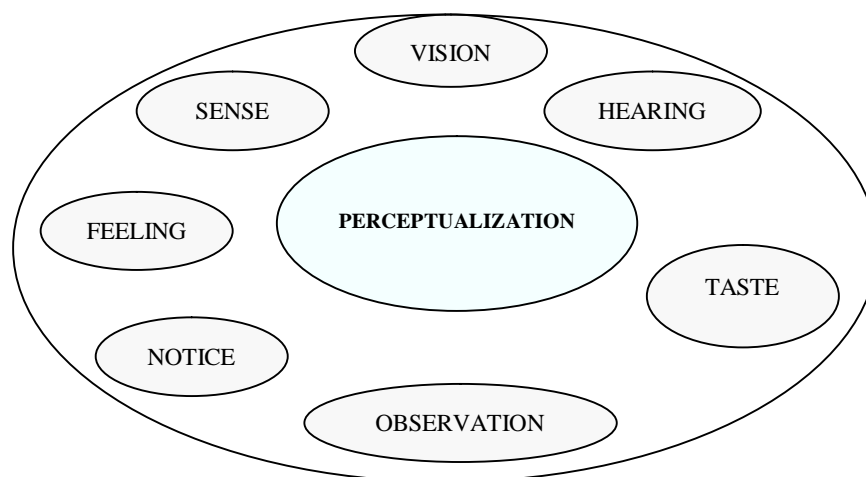 VISION
SENSE
HEARING
PERCEPTUALIZATION
FEELING
TASTE
NOTICE
OBSERVATION